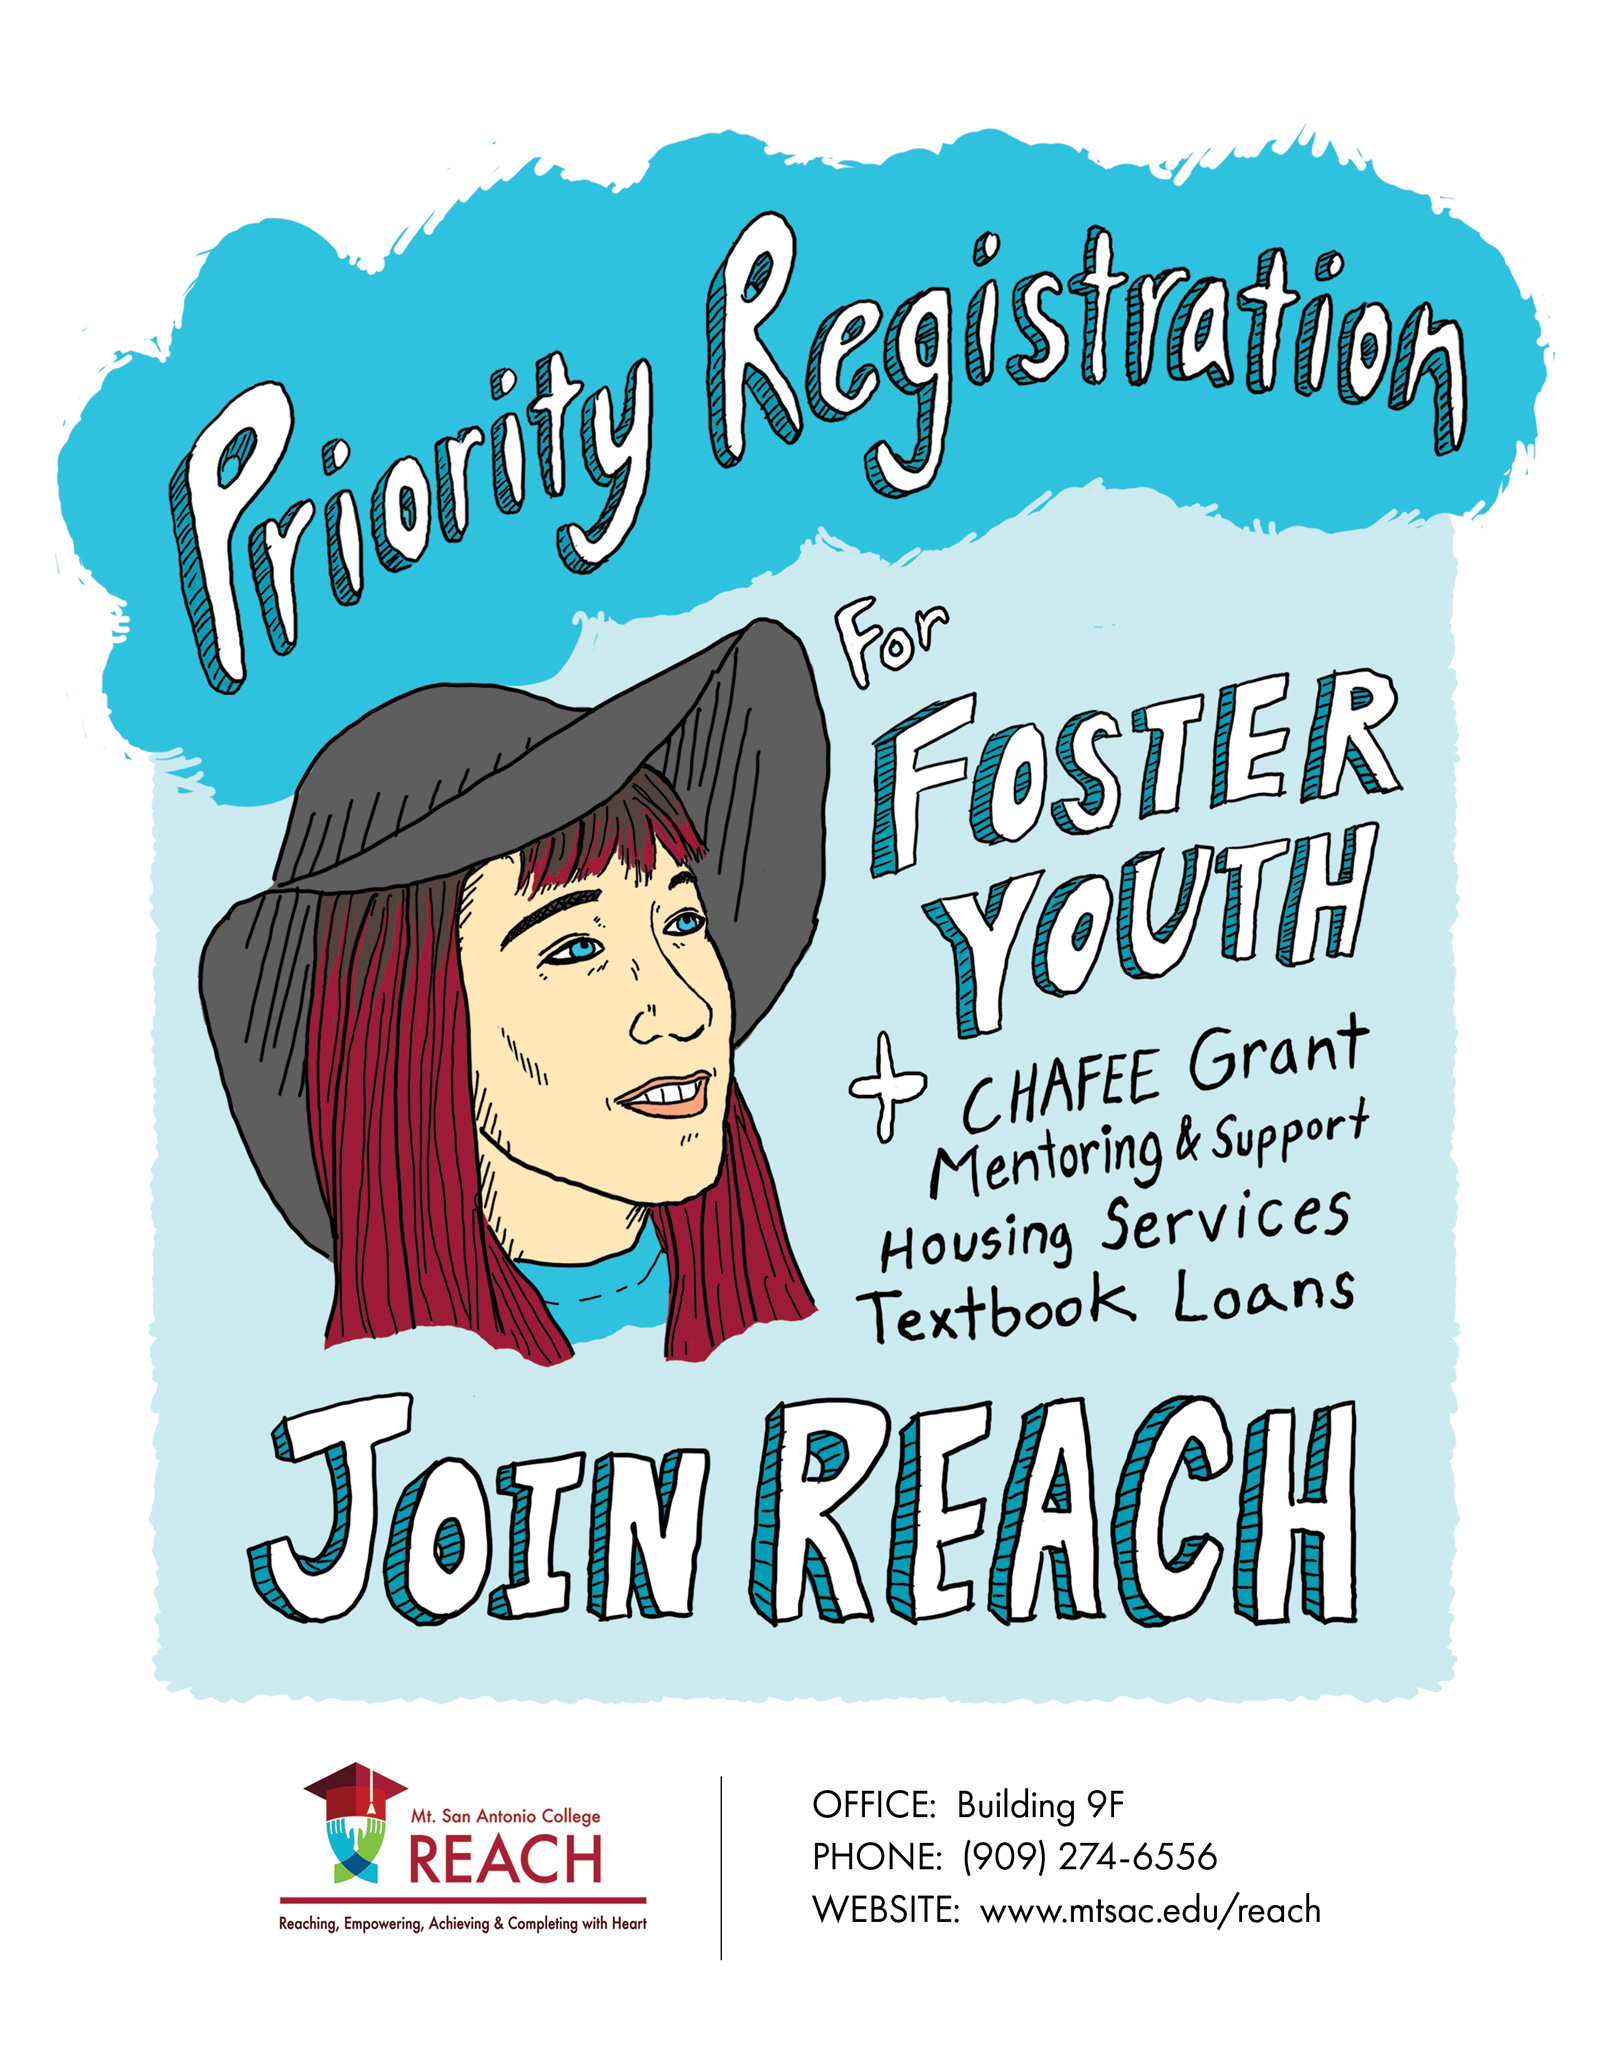 Priority Registration
For
FOSTER
YOUTH
+ CHAFEE Grant
Mentoring & Support
Housing Services
Textbook Loans
JOIN REACH
Mt. San Antonio College
REACH
Reaching, Empowering, Achieving & Completing with Heart
OFFICE: Building 9F
PHONE: (909) 274-6556
WEBSITE: www.mtsac.edu/reach